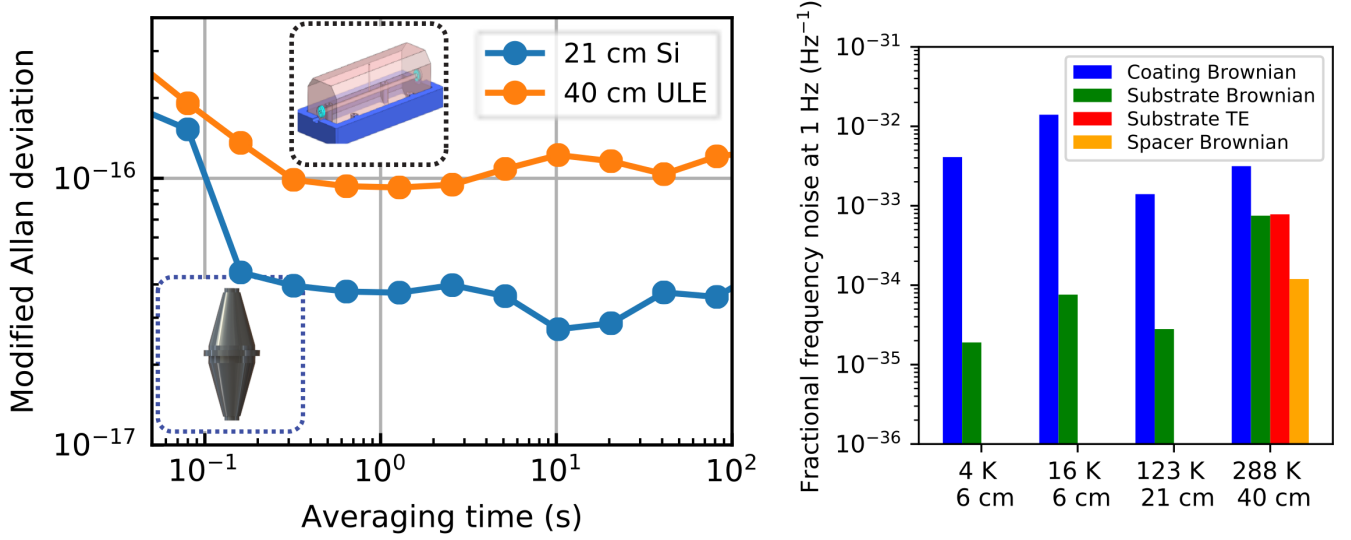 Modified Allan deviation
10⁻¹⁶
10⁻¹⁷
21 cm Si
40 cm ULE
10⁻¹ 10⁰ 10¹ 10²
Averaging time (s)
Fractional frequency noise at 1 Hz (Hz⁻¹)
10⁻³¹
10⁻³²
10⁻³³
10⁻³⁴
10⁻³⁵
10⁻³⁶
Coating Brownian
Substrate Brownian
Substrate TE
Spacer Brownian
4 K 16 K 123 K 288 K
6 cm 6 cm 21 cm 40 cm